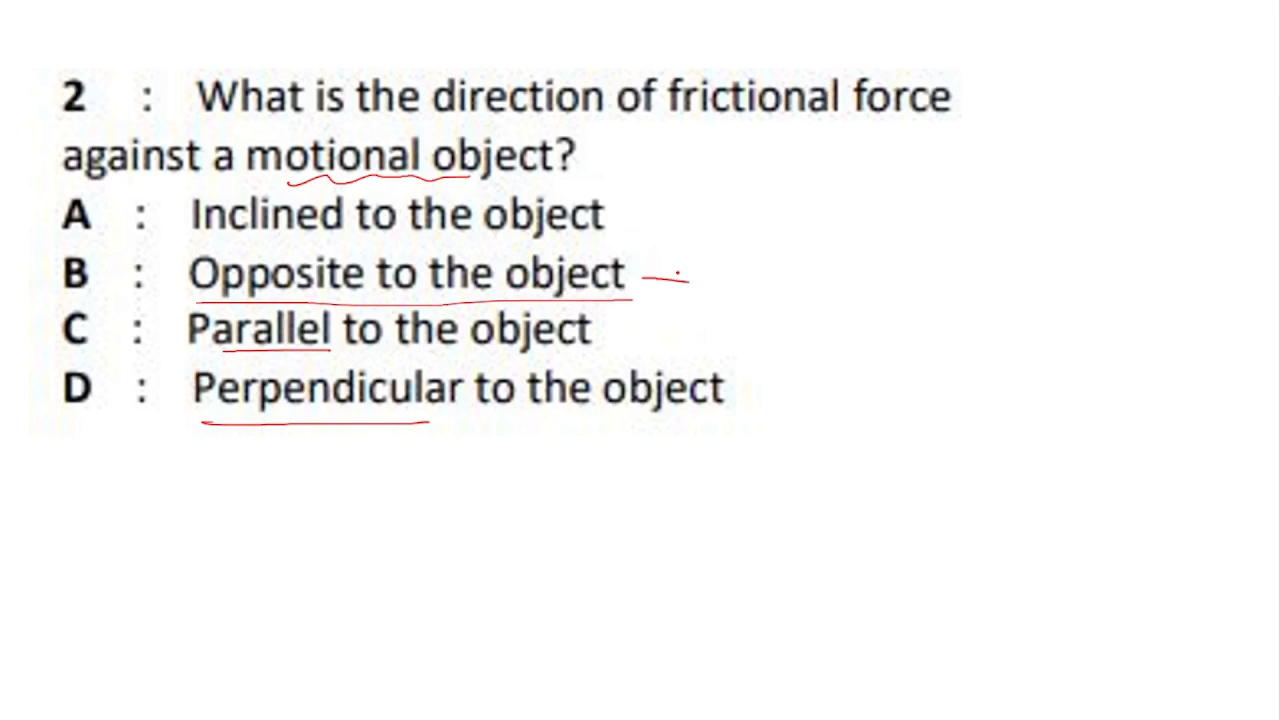 2 : What is the direction of frictional force
against a motional object?
A : Inclined to the object
B : Opposite to the object
C : Parallel to the object
D : Perpendicular to the object